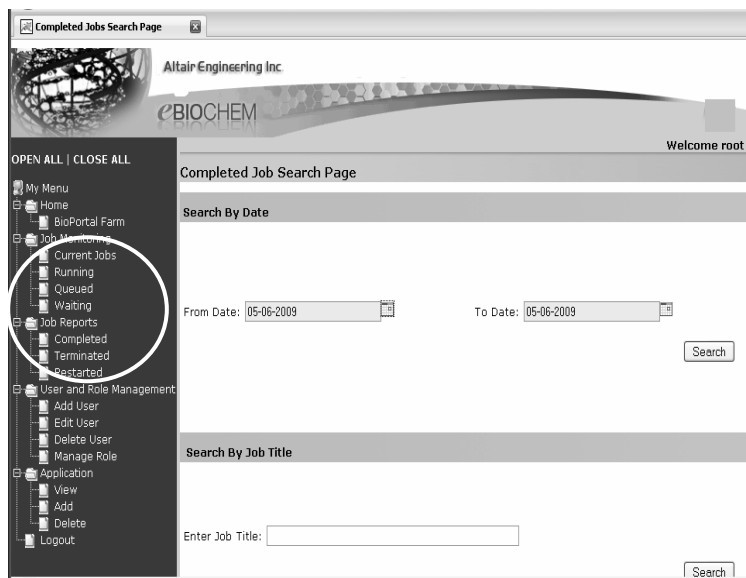 Completed Jobs Search Page
Altair Engineering Inc
eBIOCHEM
Welcome root
OPEN ALL | CLOSE ALL
My Menu
Home
BioPortal Farm
Job Monitoring
Current Jobs
Running
Queued
Waiting
Job Reports
Completed
Terminated
Restarted
User and Role Management
Add User
Edit User
Delete User
Manage Role
Application
View
Add
Delete
Logout
Completed Job Search Page
Search By Date
From Date: 05-06-2009 To Date: 05-06-2009
Search
Search By Job Title
Enter Job Title:
Search